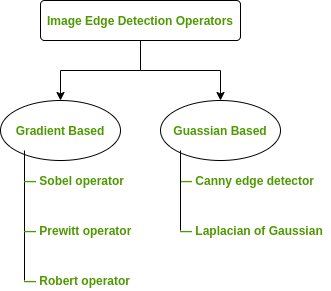 Image Edge Detection Operators
Gradient Based
Guassian Based
Sobel operator
Canny edge detector
Prewitt operator
Laplacian of Gaussian
Robert operator